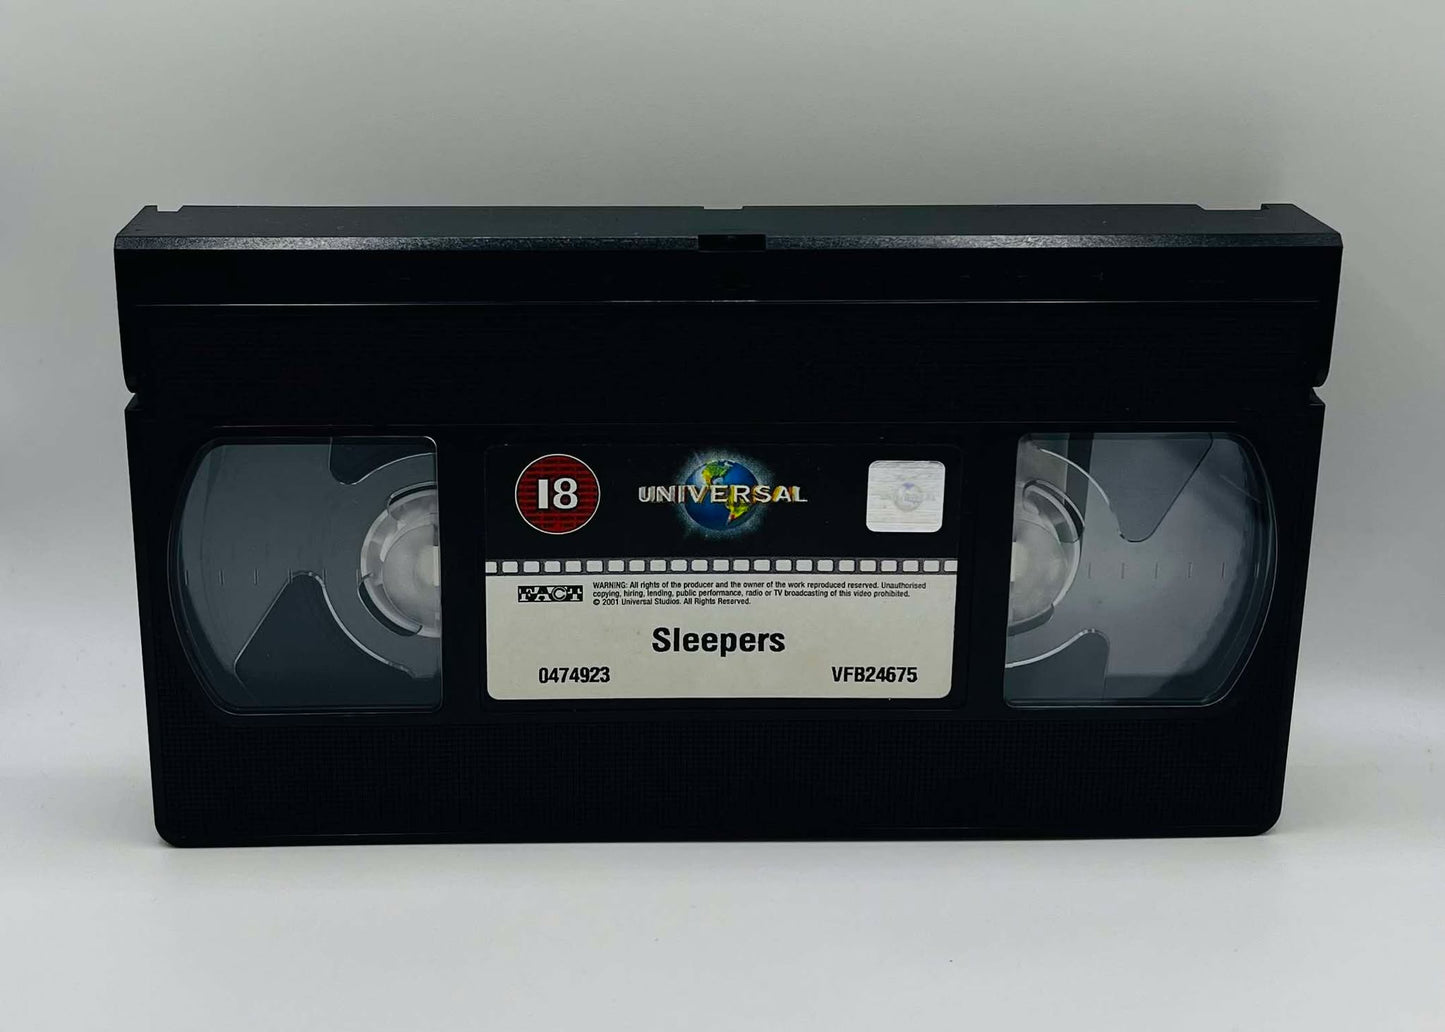 18
UNIVERSAL
FACT
WARNING: All rights of the producer and the owner of the work reproduced reserved. Unauthorised
copying, hiring, lending, public performance, radio or TV broadcasting of this video prohibited.
© 2001 Universal Studios. All Rights Reserved.
Sleepers
0474923 VFB24675